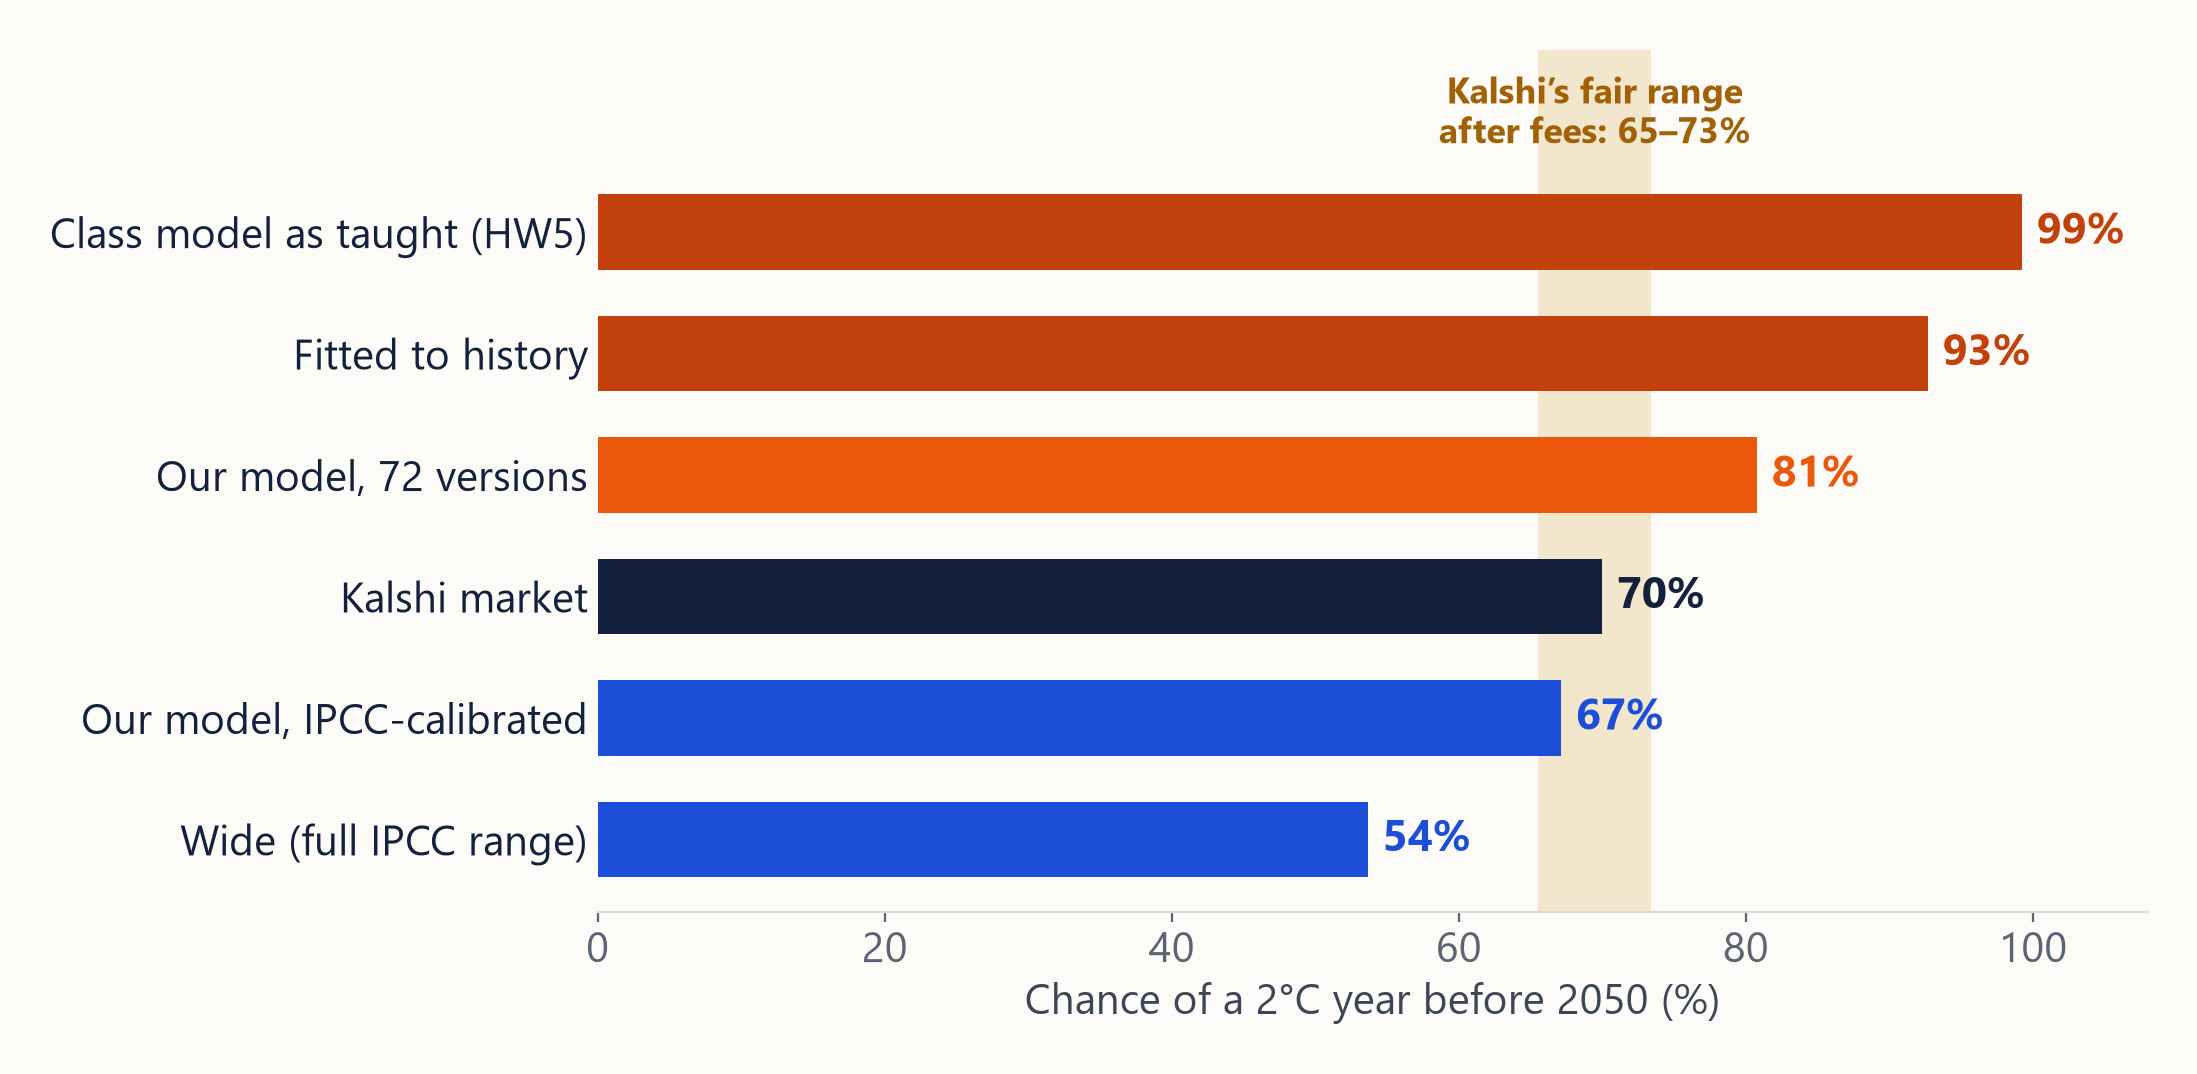 Kalshi’s fair range
after fees: 65–73%
Class model as taught (HW5) 99%
Fitted to history 93%
Our model, 72 versions 81%
Kalshi market 70%
Our model, IPCC-calibrated 67%
Wide (full IPCC range) 54%
0 20 40 60 80 100
Chance of a 2°C year before 2050 (%)